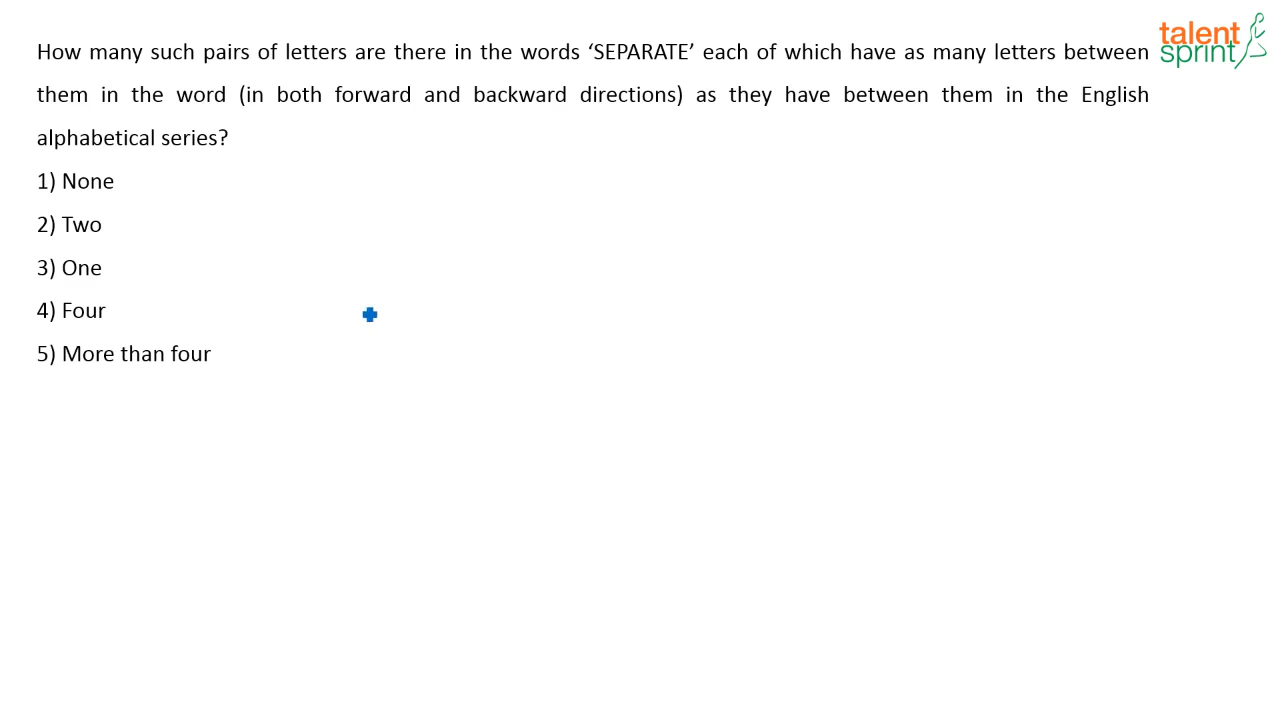 How many such pairs of letters are there in the words ‘SEPARATE’ each of which have as many letters between
them in the word (in both forward and backward directions) as they have between them in the English
alphabetical series?
1) None
2) Two
3) One
4) Four
5) More than four
talent
sprint